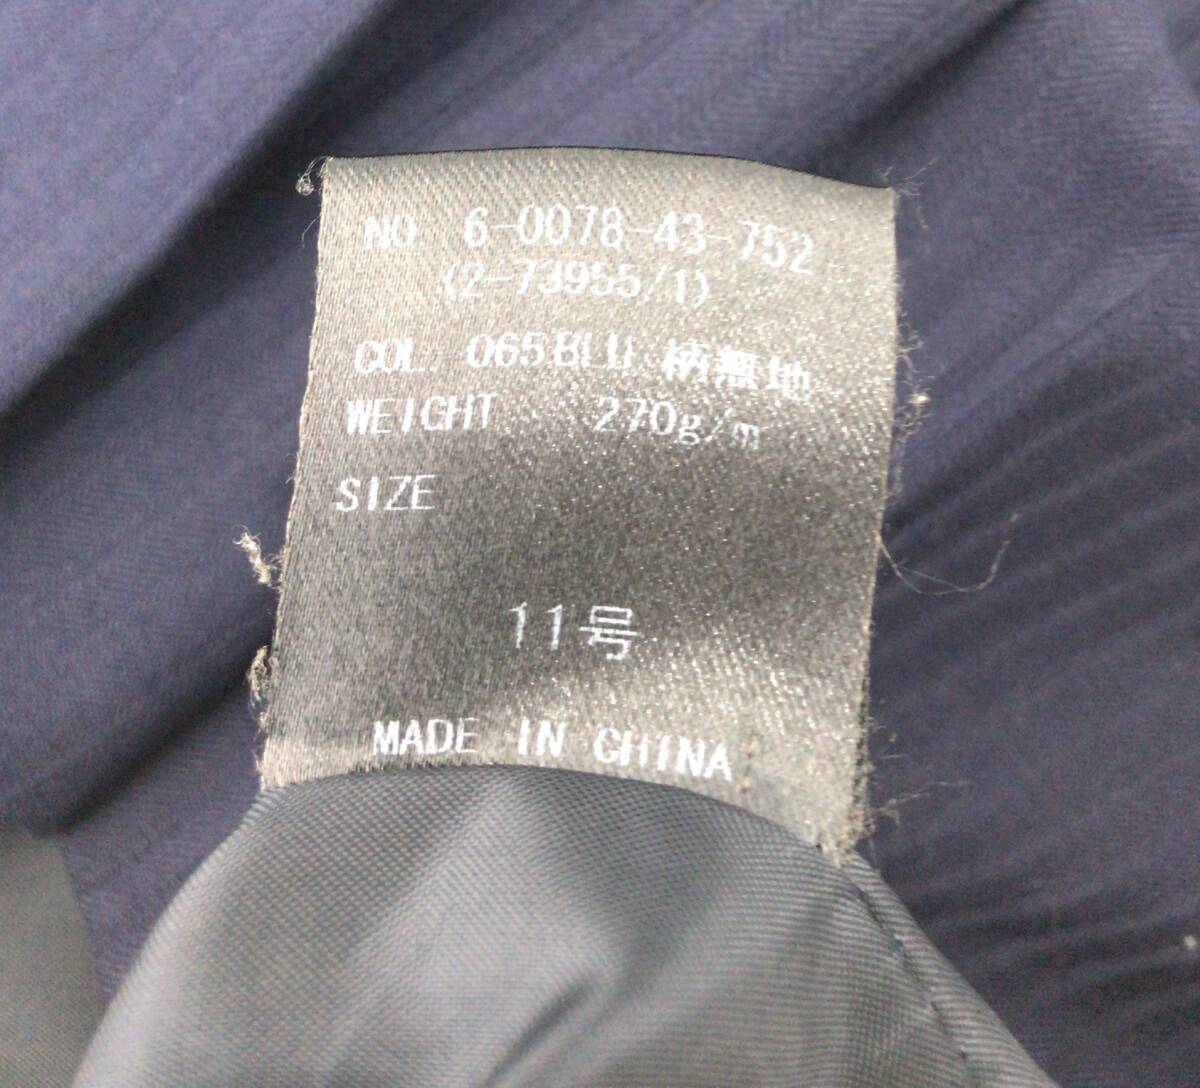 NO. 6-0078-43-752
(2-73955/1)
COL. 065BLU 柄無地
WEIGHT 270g/m
SIZE
11号
MADE IN CHINA